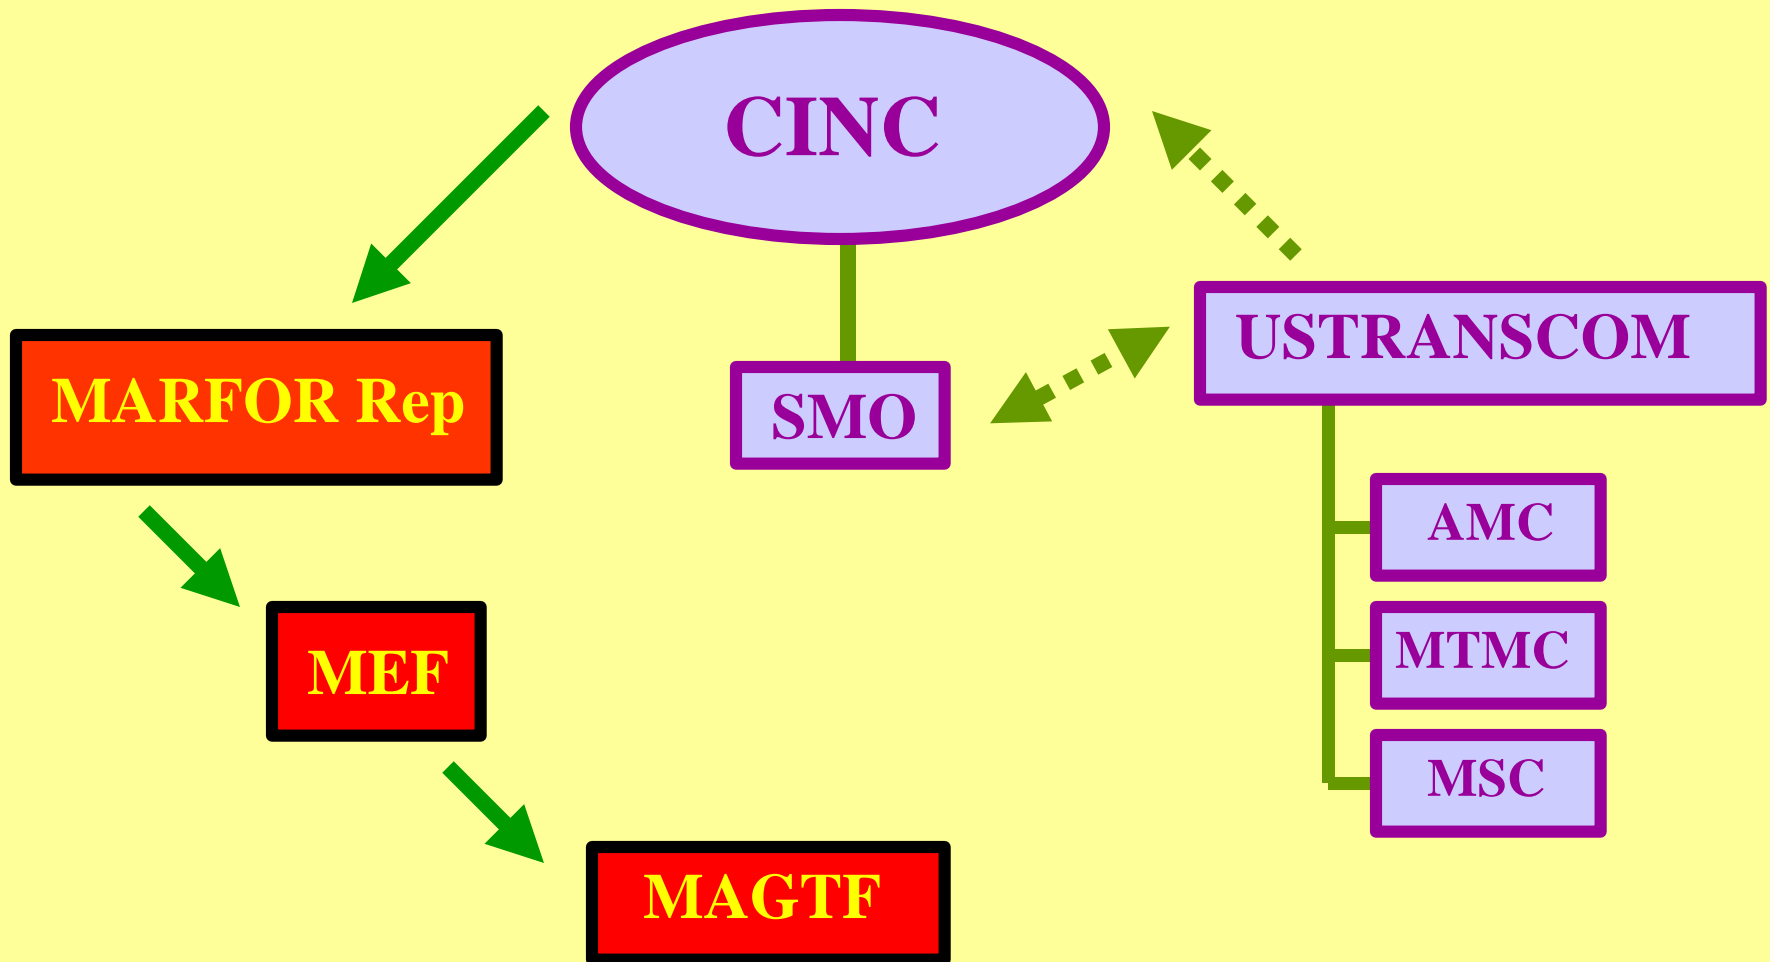 CINC
USTRANSCOM
MARFOR Rep
SMO
AMC
MTMC
MEF
MSC
MAGTF